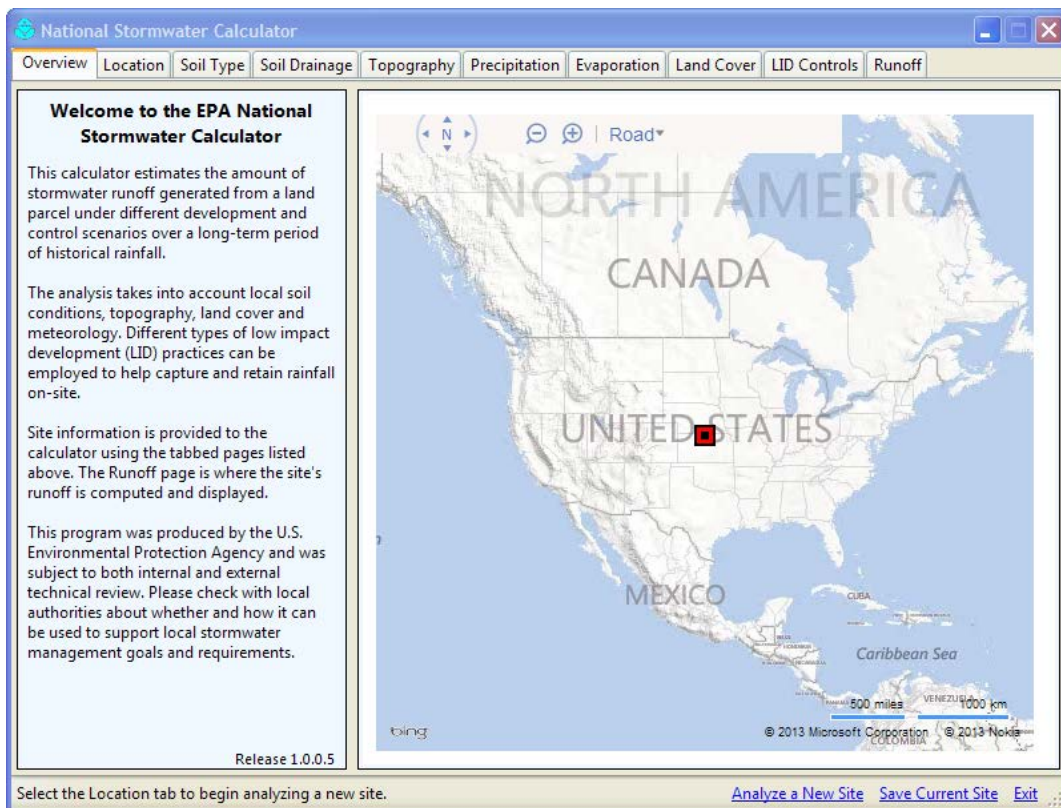 National Stormwater Calculator
Overview Location Soil Type Soil Drainage Topography Precipitation Evaporation Land Cover LID Controls Runoff
Welcome to the EPA National
Stormwater Calculator
This calculator estimates the amount of
stormwater runoff generated from a land
parcel under different development and
control scenarios over a long-term period
of historical rainfall.
The analysis takes into account local soil
conditions, topography, land cover and
meteorology. Different types of low impact
development (LID) practices can be
employed to help capture and retain rainfall
on-site.
Site information is provided to the
calculator using the tabbed pages listed
above. The Runoff page is where the site's
runoff is computed and displayed.
This program was produced by the U.S.
Environmental Protection Agency and was
subject to both internal and external
technical review. Please check with local
authorities about whether and how it can
be used to support local stormwater
management goals and requirements.
Release 1.0.0.5
N Road
NORTH AMERICA
CANADA
UNITED STATES
MEXICO
CUBA
Caribbean Sea
VENEZUELA
500 miles 1000 km
© 2013 Microsoft Corporation © 2013 Nokia
COLOMBIA
bing
Select the Location tab to begin analyzing a new site.
Analyze a New Site Save Current Site Exit